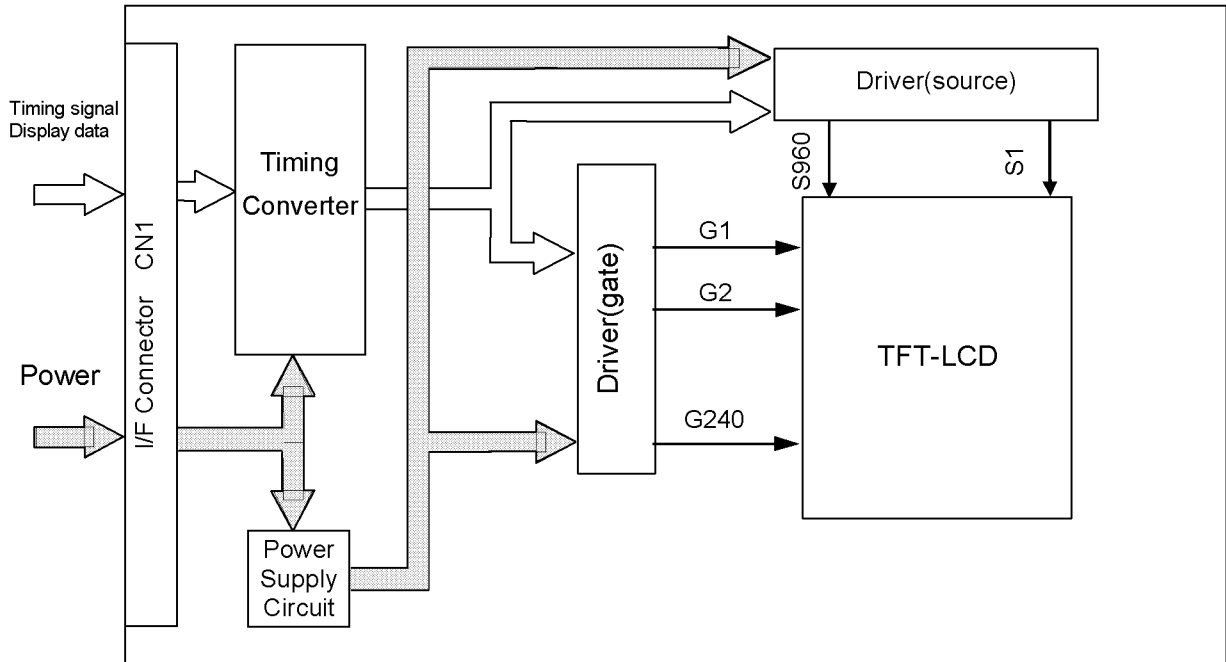 Timing signal
Display data
Power
I/F Connector CN1
Timing
Converter
Power
Supply
Circuit
Driver(gate)
Driver(source)
S960
S1
G1
G2
G240
TFT-LCD